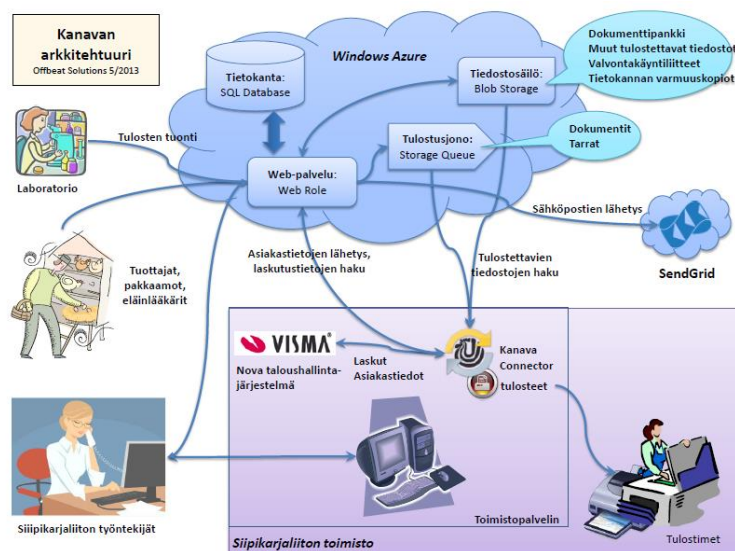 Kanavan
arkkitehtuuri
Offbeat Solutions 5/2013
Windows Azure
Tietokanta:
SQL Database
Tiedostosäilö:
Blob Storage
Dokumenttipankki
Muut tulostettavat tiedostot
Valvontakäyntiliitteet
Tietokannan varmuuskopiot
Tulosten tuonti
Laboratorio
Tulostusjono:
Storage Queue
Dokumentit
Tarrat
Web-palvelu:
Web Role
Sähköpostien lähetys
SendGrid
Tuottajat,
pakkaamot,
eläinlääkärit
Asiakastietojen lähetys,
laskutustietojen haku
Tulostettavien
tiedostojen haku
VISMA®
Nova taloushallinta-
järjestelmä
Laskut
Asiakastiedot
Kanava
Connector
tulosteet
Siiipikarjaliiton työntekijät
Toimistopalvelin
Siipikarjaliiton toimisto
Tulostimet